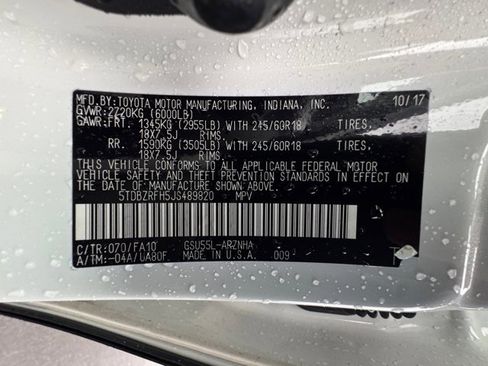 MFD.BY:TOYOTA MOTOR MANUFACTURING, INDIANA, INC. 10/17
GVWR:2720KG (6000LB)
GAWR:FRT. 1345KG (2955LB) WITH 245/60R18 TIRES,
18X7.5J RIMS,
RR. 1590KG (3505LB) WITH 245/60R18 TIRES,
18X7.5J RIMS,
THIS VEHICLE CONFORMS TO ALL APPLICABLE FEDERAL MOTOR
VEHICLE SAFETY AND THEFT PREVENTION STANDARDS IN EFFECT ON
THE DATE OF MANUFACTURE SHOWN ABOVE.
5TDBZRFH5JS489820 MPV
C/TR:070/FA10 GSU55L-ARZNHA
A/TM:-04A/UA80F MADE IN U.S.A. 009